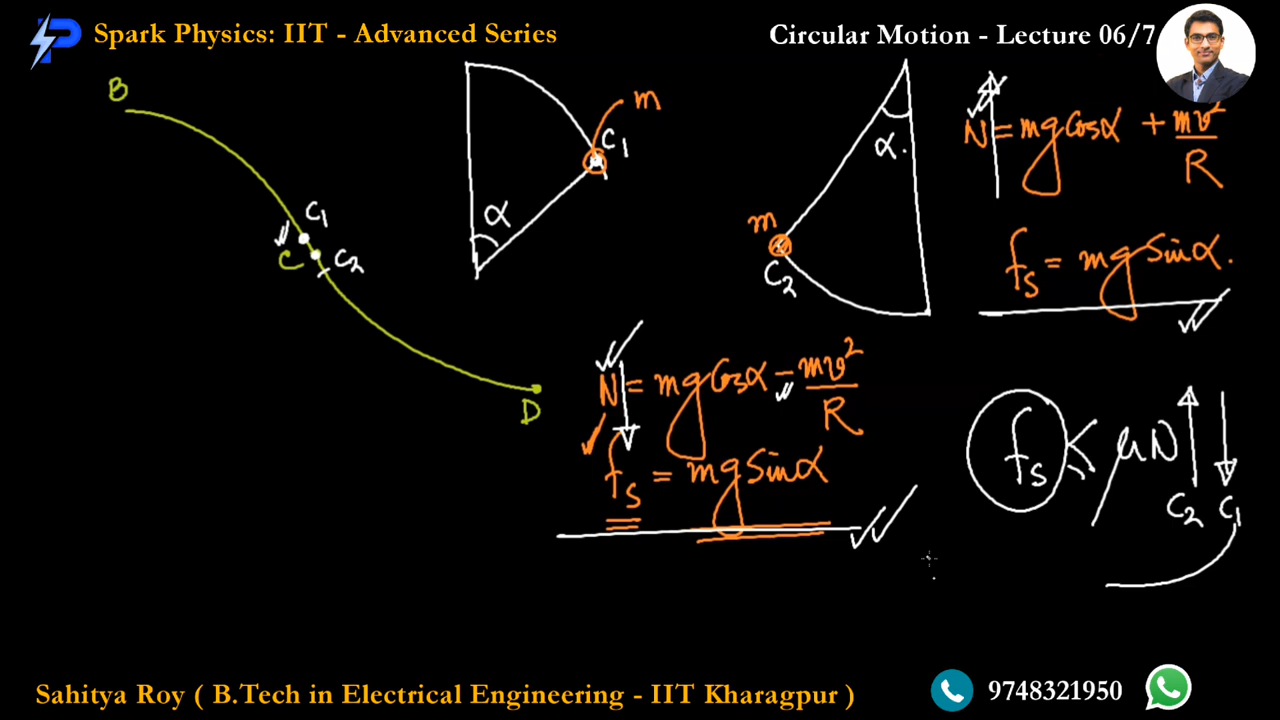 Spark Physics: IIT - Advanced Series
Circular Motion - Lecture 06/7
B
C1
C
C2
D
α
C1
m
α.
m
C2
N = mg Cosα + mv²/R
fs = mg Sinα.
N = mg Cosα - mv²/R
fs = mg Sinα
fs ≤ μN
C2 C1
Sahitya Roy ( B.Tech in Electrical Engineering - IIT Kharagpur )
9748321950